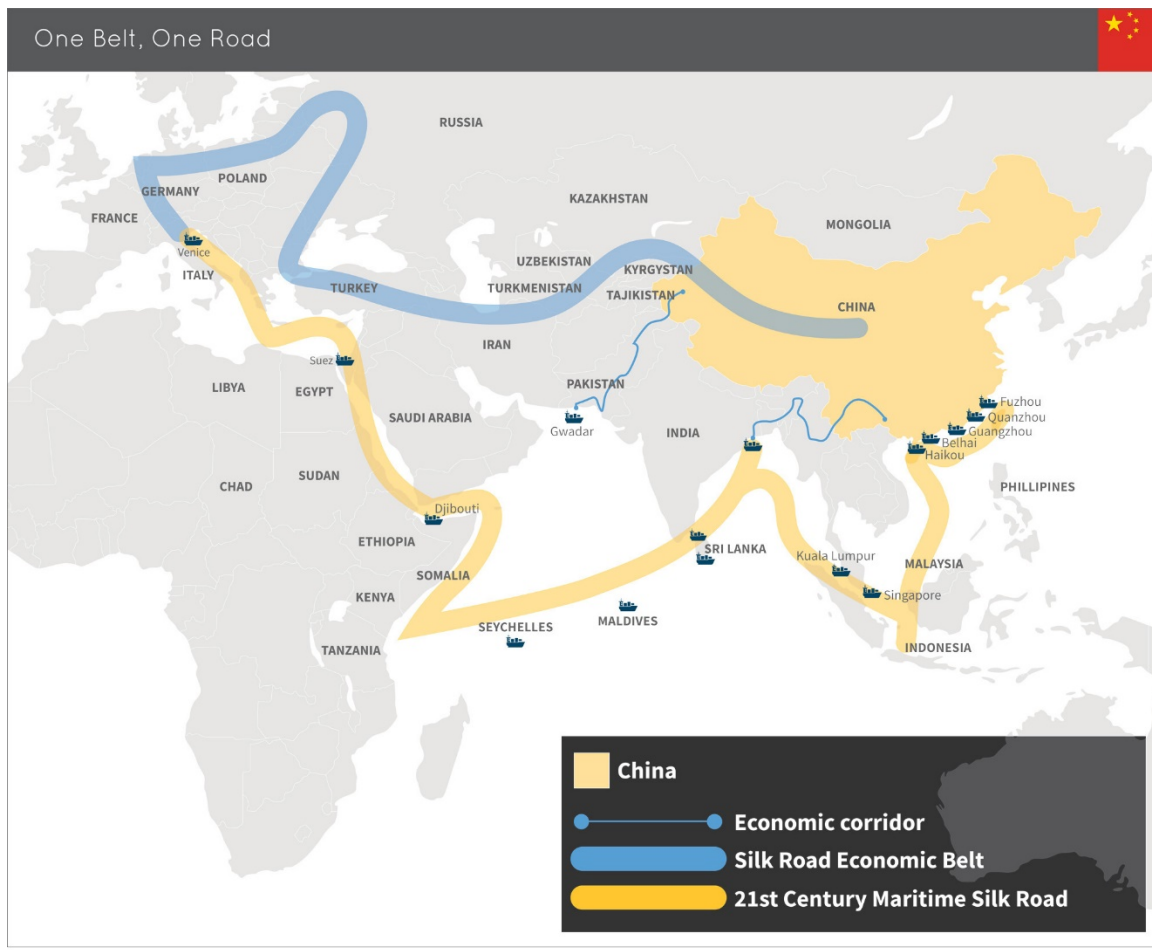 One Belt, One Road
RUSSIA
POLAND
GERMANY
KAZAKHSTAN
FRANCE
MONGOLIA
Venice
UZBEKISTAN
KYRGYSTAN
ITALY
TURKEY
TURKMENISTAN
TAJIKISTAN
CHINA
IRAN
Suez
LIBYA
EGYPT
PAKISTAN
SAUDI ARABIA
Gwadar
INDIA
Fuzhou
Quanzhou
Guangzhou
Belhai
Haikou
SUDAN
CHAD
PHILLIPINES
Djibouti
ETHIOPIA
SRI LANKA
Kuala Lumpur
MALAYSIA
SOMALIA
KENYA
Singapore
SEYCHELLES
MALDIVES
TANZANIA
INDONESIA
China
Economic corridor
Silk Road Economic Belt
21st Century Maritime Silk Road